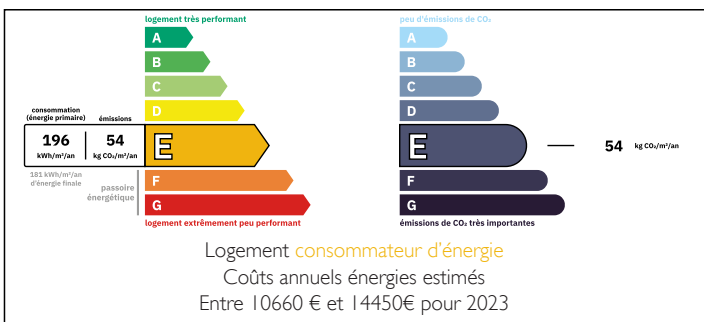 logement très performant
A
B
C
D
consommation
(énergie primaire)
émissions
196
kWh/m²/an
54
kg CO₂/m²/an
E
181 kWh/m²/an
d'énergie finale
passoire
énergétique
F
G
logement extrêmement peu performant
peu d'émissions de CO₂
A
B
C
D
E
54 kg CO₂/m²/an
F
G
émissions de CO₂ très importantes
Logement consommateur d'énergie
Coûts annuels énergies estimés
Entre 10660 € et 14450€ pour 2023